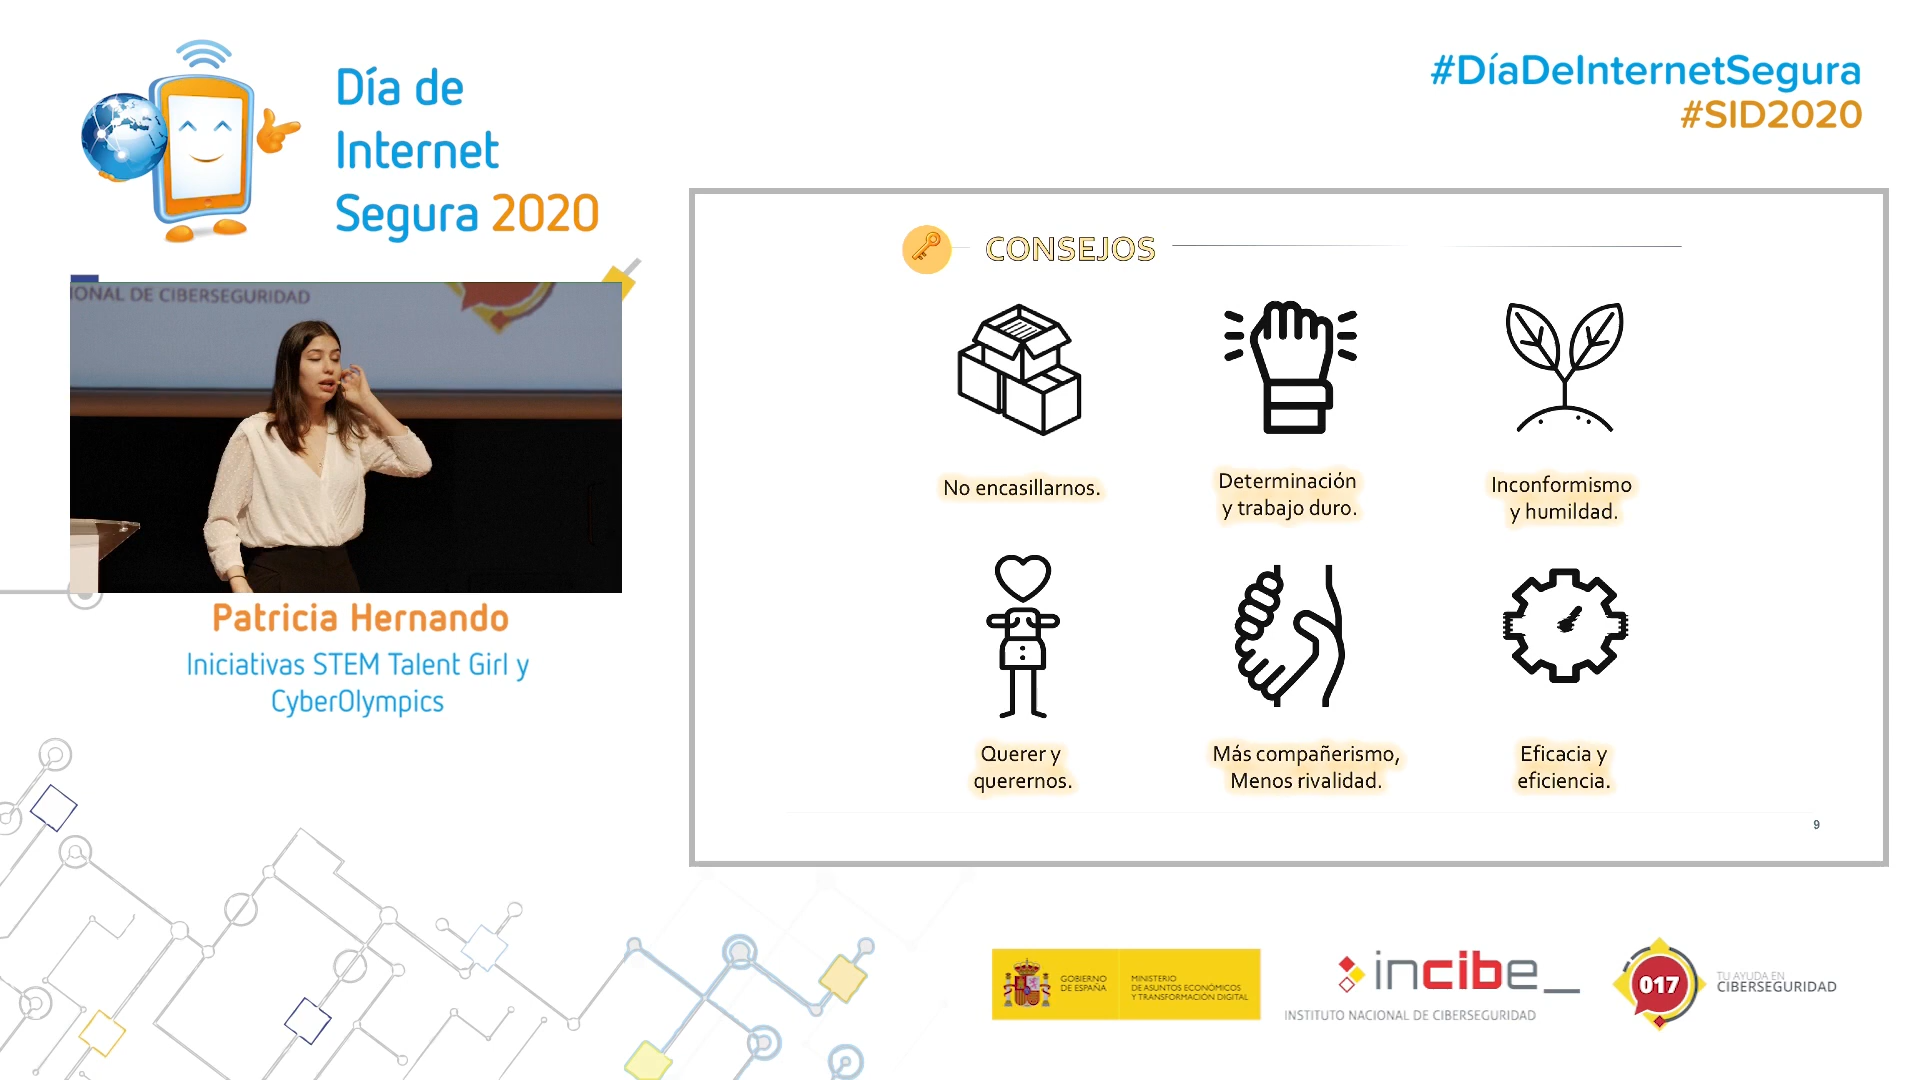 Día de
Internet
Segura 2020
#DíaDeInternetSegura
#SID2020
IONAL DE CIBERSEGURIDAD
Patricia Hernando
Iniciativas STEM Talent Girl y
CyberOlympics
CONSEJOS
No encasillarnos.
Determinación
y trabajo duro.
Inconformismo
y humildad.
Querer y
querernos.
Más compañerismo,
Menos rivalidad.
Eficacia y
eficiencia.
9
GOBIERNO
DE ESPAÑA
MINISTERIO
DE ASUNTOS ECONÓMICOS
Y TRANSFORMACIÓN DIGITAL
incibe_
INSTITUTO NACIONAL DE CIBERSEGURIDAD
017
TU AYUDA EN
CIBERSEGURIDAD